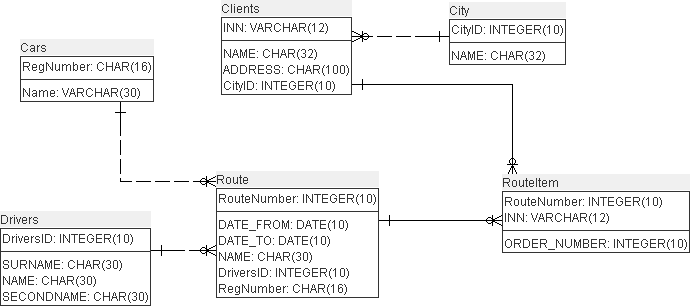 Clients
INN: VARCHAR(12)
NAME: CHAR(32)
ADDRESS: CHAR(100)
CityID: INTEGER(10)
City
CityID: INTEGER(10)
NAME: CHAR(32)
Cars
RegNumber: CHAR(16)
Name: VARCHAR(30)
Route
RouteNumber: INTEGER(10)
DATE_FROM: DATE(10)
DATE_TO: DATE(10)
NAME: CHAR(30)
DriversID: INTEGER(10)
RegNumber: CHAR(16)
RouteItem
RouteNumber: INTEGER(10)
INN: VARCHAR(12)
ORDER_NUMBER: INTEGER(10)
Drivers
DriversID: INTEGER(10)
SURNAME: CHAR(30)
NAME: CHAR(30)
SECONDNAME: CHAR(30)